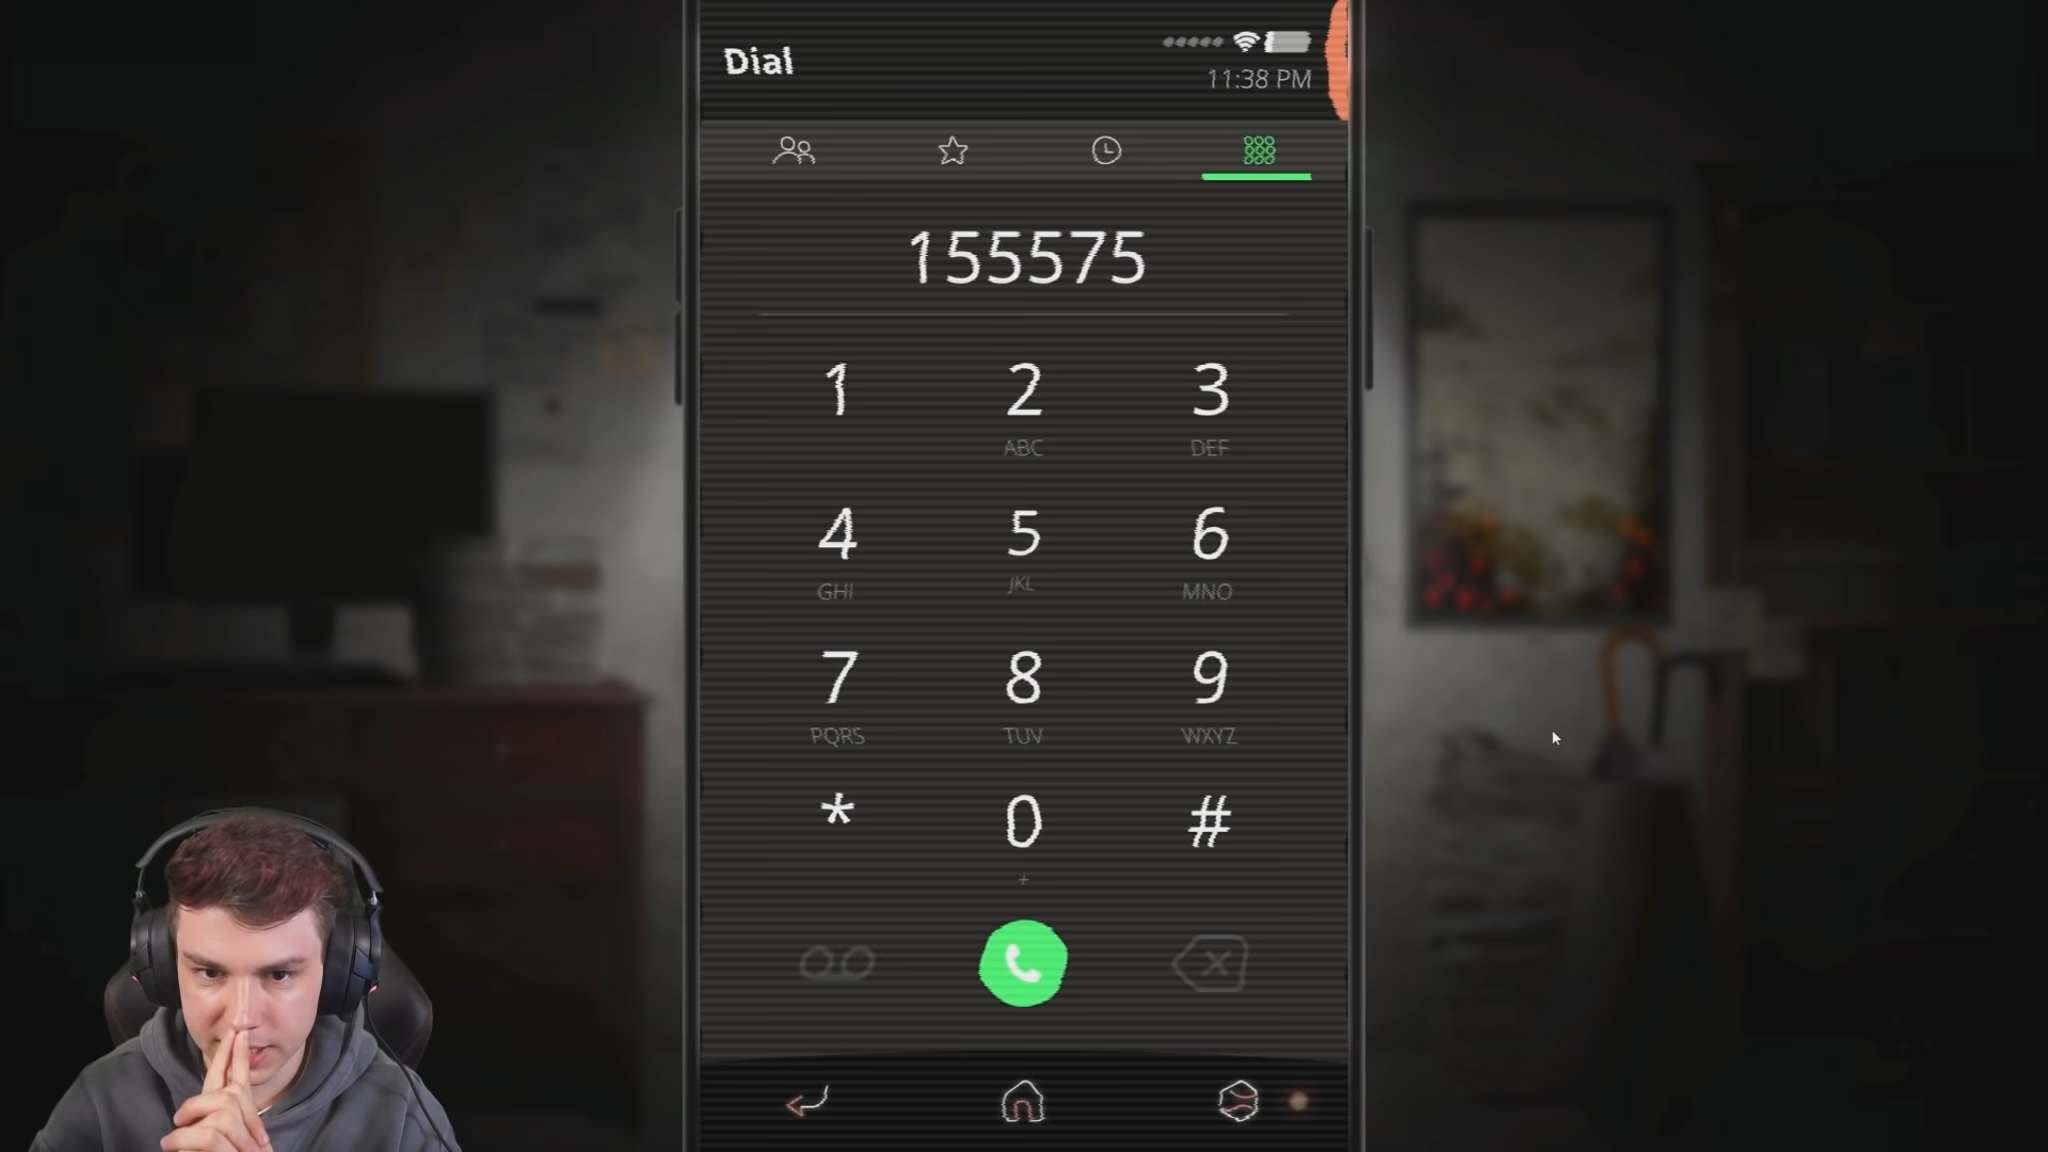 Dial
11:38 PM
155575
1 2 3
ABC DEF
4 5 6
GHI JKL MNO
7 8 9
PQRS TUV WXYZ
* 0 #
+